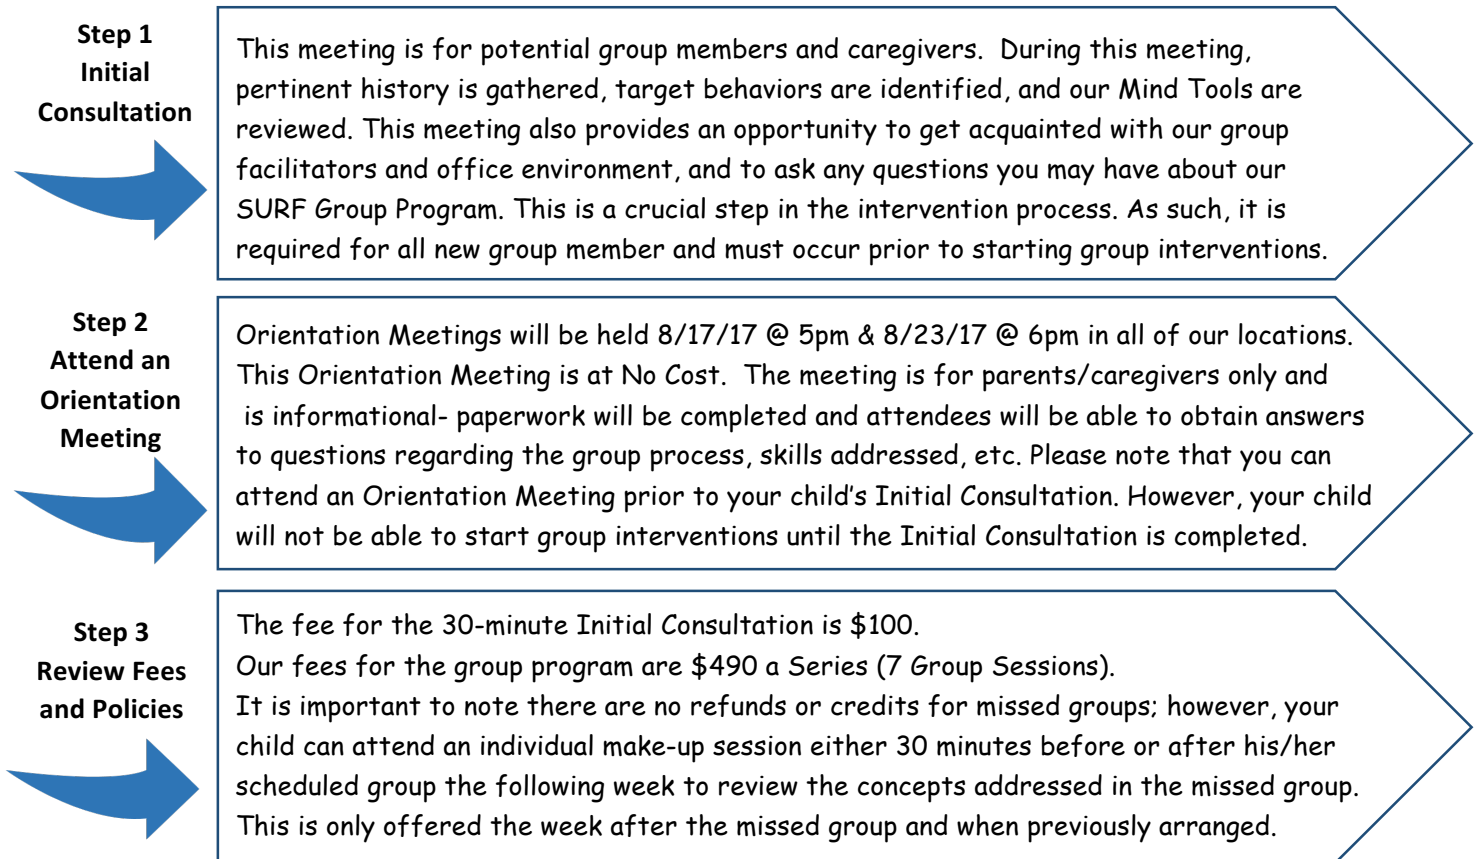 Step 1
Initial
Consultation
This meeting is for potential group members and caregivers.  During this meeting,
pertinent history is gathered, target behaviors are identified, and our Mind Tools are
reviewed. This meeting also provides an opportunity to get acquainted with our group
facilitators and office environment, and to ask any questions you may have about our
SURF Group Program. This is a crucial step in the intervention process. As such, it is
required for all new group member and must occur prior to starting group interventions.
Step 2
Attend an
Orientation
Meeting
Orientation Meetings will be held 8/17/17 @ 5pm & 8/23/17 @ 6pm in all of our locations.
This Orientation Meeting is at No Cost.  The meeting is for parents/caregivers only and
is informational- paperwork will be completed and attendees will be able to obtain answers
to questions regarding the group process, skills addressed, etc. Please note that you can
attend an Orientation Meeting prior to your child's Initial Consultation. However, your child
will not be able to start group interventions until the Initial Consultation is completed.
Step 3
Review Fees
and Policies
The fee for the 30-minute Initial Consultation is $100.
Our fees for the group program are $490 a Series (7 Group Sessions).
It is important to note there are no refunds or credits for missed groups; however, your
child can attend an individual make-up session either 30 minutes before or after his/her
scheduled group the following week to review the concepts addressed in the missed group.
This is only offered the week after the missed group and when previously arranged.